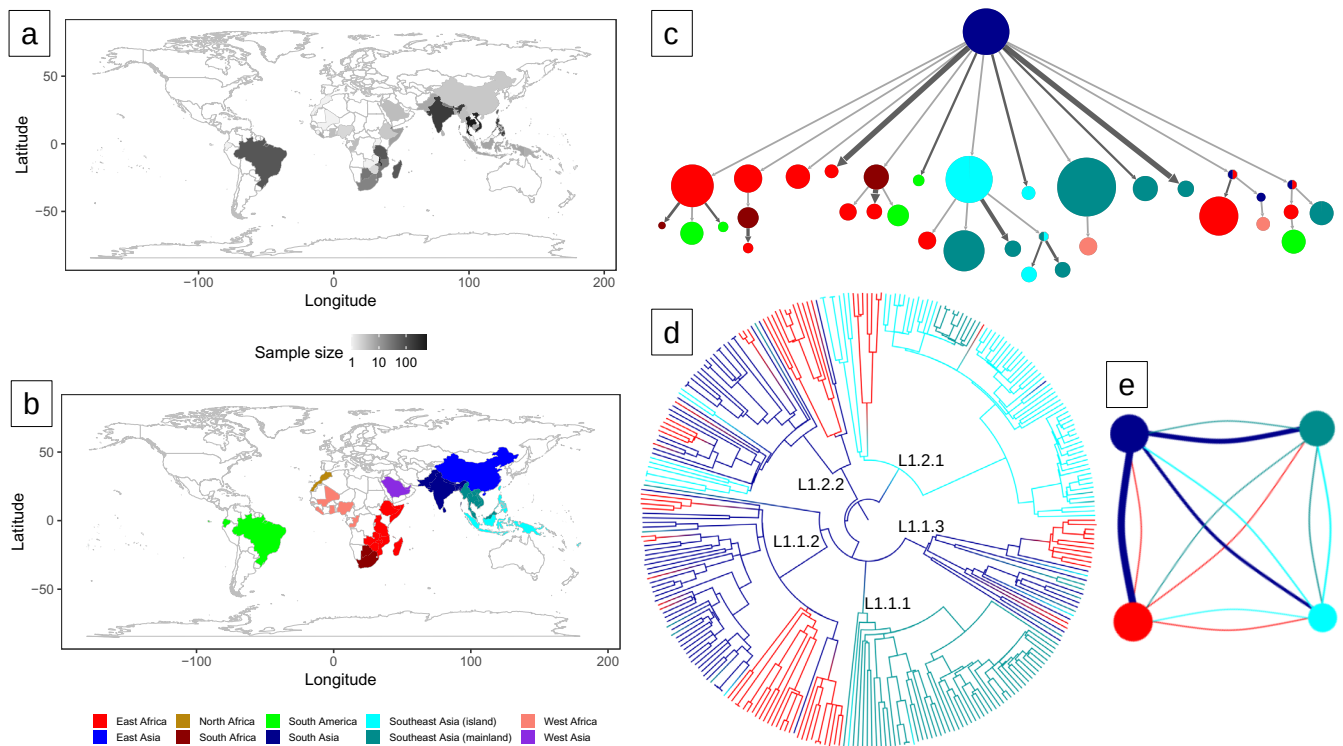 a
50
0
−50
Latitude
−100
0
100
200
Longitude
Sample size
1 10 100
b
50
0
−50
Latitude
−100
0
100
200
Longitude
East Africa
North Africa
South America
Southeast Asia (island)
West Africa
East Asia
South Africa
South Asia
Southeast Asia (mainland)
West Asia
c
d
L1.2.1
L1.2.2
L1.1.3
L1.1.2
L1.1.1
e